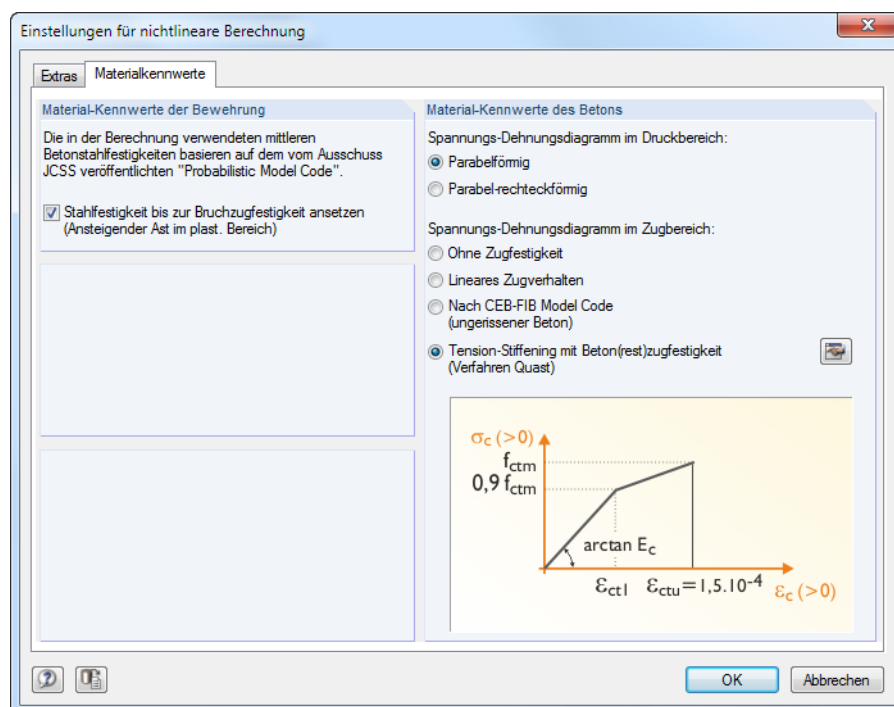 Einstellungen für nichtlineare Berechnung
Extras
Materialkennwerte
Material-Kennwerte der Bewehrung
Die in der Berechnung verwendeten mittleren
Betonstahlfestigkeiten basieren auf dem vom Ausschuss
JCSS veröffentlichten "Probabilistic Model Code".
Stahlfestigkeit bis zur Bruchzugfestigkeit ansetzen
(Ansteigender Ast im plast. Bereich)
Material-Kennwerte des Betons
Spannungs-Dehnungsdiagramm im Druckbereich:
Parabelförmig
Parabel-rechteckförmig
Spannungs-Dehnungsdiagramm im Zugbereich:
Ohne Zugfestigkeit
Lineares Zugverhalten
Nach CEB-FIB Model Code
(ungerissener Beton)
Tension-Stiffening mit Beton(rest)zugfestigkeit
(Verfahren Quast)
σc (>0)
fctm
0,9 fctm
arctan Ec
εct1 εctu=1,5.10-4 εc (>0)
OK
Abbrechen